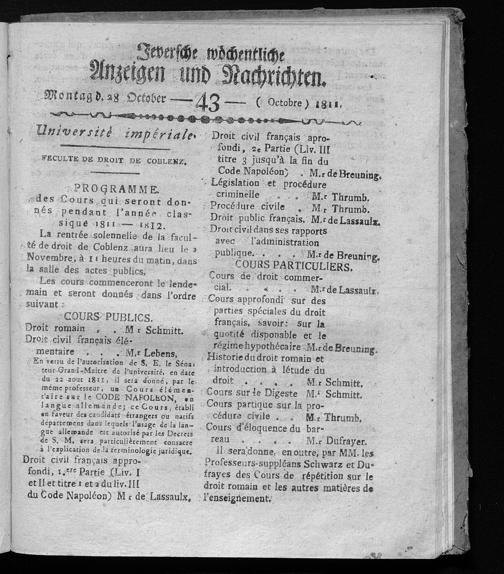 Jeversche wöchentliche
Anzeigen und Nachrichten.
Montag d. 28 October — 43 — ( Octobre ) 1811.
Université impériale.
FECULTE DE DROIT DE COBLENZ.
PROGRAMME.
des Cours qui seront don-
nés pendant l'année clas-
sique 1811 — 1812.
La rentrée solennelle de la facul-
té de droit de Coblenz aura lieu le 2
Novembre, à 11 heures du matin, dans
la salle des actes publics.
Les cours commenceront le lende-
main et seront donnés dans l'ordre
suivant :
COURS PUBLICS.
Droit romain . . Mr Schmitt.
Droit civil français élé-
mentaire . . . M.r Lebens.
En vertu de l'autorisation de S. E. le Séna-
teur Grand-Maitre de l'université, en date
du 22 aout 1811, il sera donné, par le
même professeur, un Cours élémen-
taire sur le CODE NAPOLÉON, en
langue allemande; ce Cours, établi
en faveur des candidats étrangers ou natifs
départemens dans lequels l'usage de la lan-
gue allemande est autorisé par les Decrets
de S. M, sera particulièrement consacré
à l'explication de la terminologie juridique.
Droit civil français appro-
fondi, 1.ere Partie (Liv. I
et II et titre 1 et 2 du liv. III
du Code Napoléon) M.r de Lassaulx.
Droit civil français apro-
fondi, 2e Partie (Liv. III
titre 3 jusqu'à la fin du
Code Napoléon) . M.r de Breuning.
Législation et procédure
criminelle . . M.r Thrumb.
Procédure civile . M.r Thrumb.
Droit public français. M.r de Lassaulx.
Droit civil dans ses rapports
avec l'administration
publique. . . . M.r de Breuning.
COURS PARTICULIERS.
Cours de droit commer-
cial. . . . . M.r de Lassaulx.
Cours approfondi sur des
parties spéciales du droit
français, savoir: sur la
quotité disponable et le
régime hypothécaire M.r de Breuning.
Histoire du droit romain et
introduction à létude du
droit . . . . M.r Schmitt.
Cours sur le Digeste M.r Schmitt.
Cours partique sur la pro-
cédure civile . . M.r Thrumb.
Cours d'éloquence du bar-
reau . . . . M.r Dufrayer.
Il sera donné, en outre, par MM. les
Professeurs-suppléans Schwarz et Du-
frayes des Cours de répétition sur le
droit romain et les autres matières de
l'enseignement.